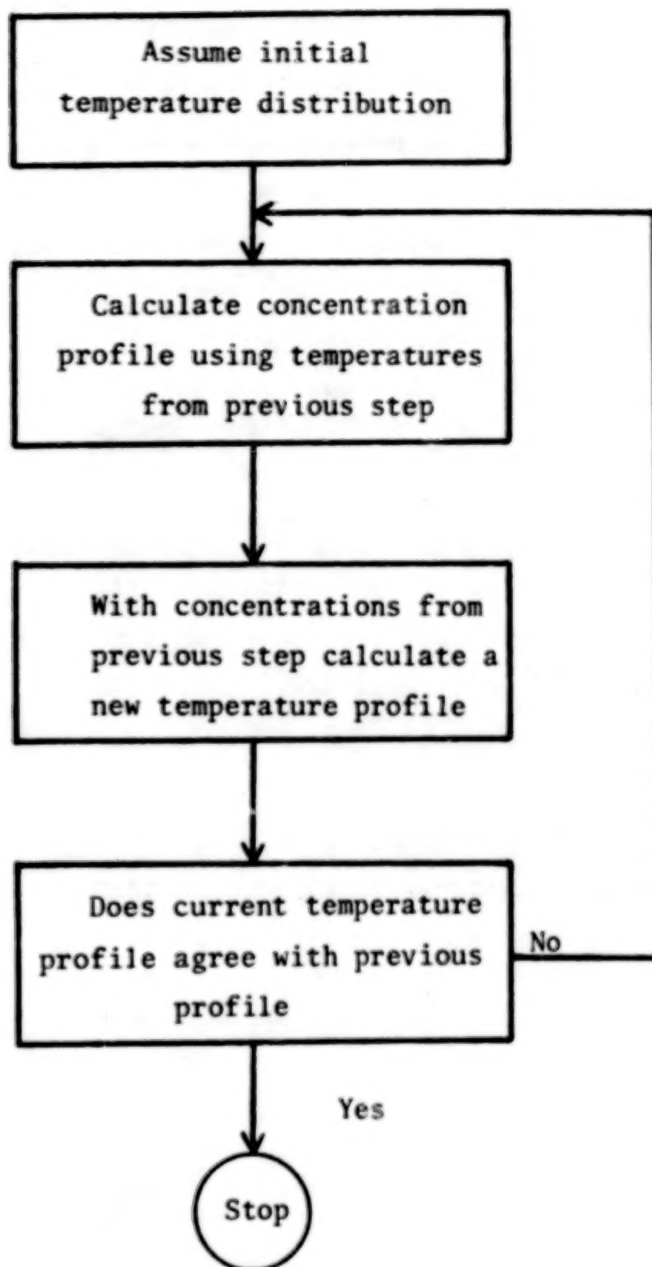 Assume initial
temperature distribution
Calculate concentration
profile using temperatures
from previous step
With concentrations from
previous step calculate a
new temperature profile
Does current temperature
profile agree with previous
profile
No
Yes
Stop